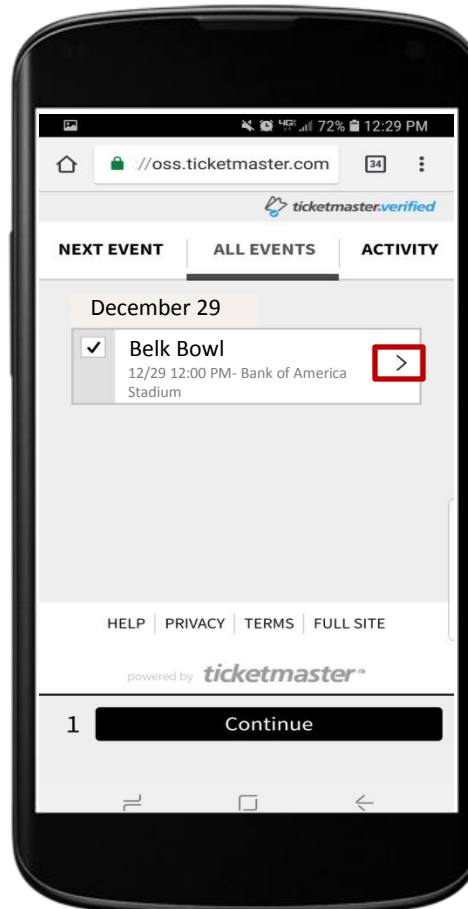 4G 72% 12:29 PM
://oss.ticketmaster.com 34
ticketmaster.verified
NEXT EVENT ALL EVENTS ACTIVITY
December 29
Belk Bowl
12/29 12:00 PM- Bank of America
Stadium
HELP PRIVACY TERMS FULL SITE
powered by ticketmaster
1 Continue